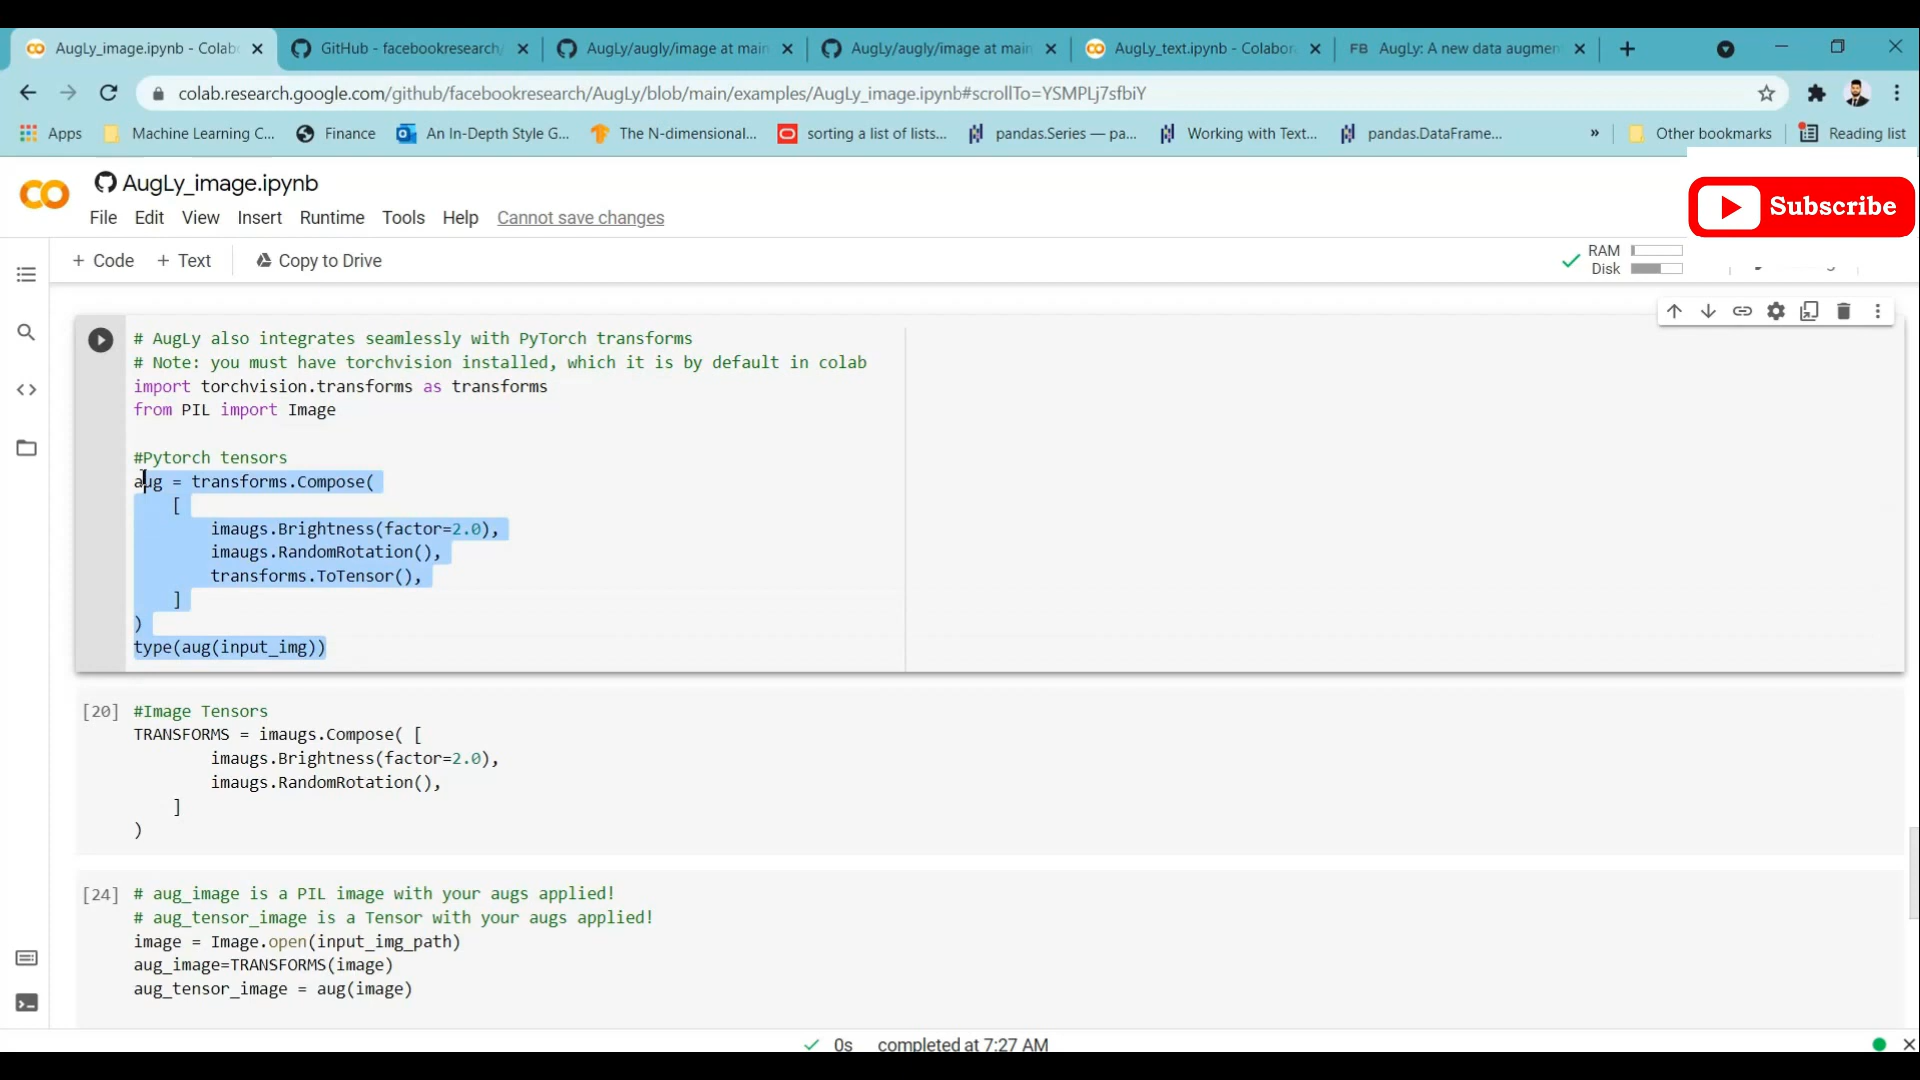 AugLy_image.ipynb - Colab
GitHub - facebookresearch/
AugLy/augly/image at main
AugLy/augly/image at main
AugLy_text.ipynb - Colabor
FB AugLy: A new data augmen
colab.research.google.com/github/facebookresearch/AugLy/blob/main/examples/AugLy_image.ipynb#scrollTo=YSMPLj7sfbiY
Apps Machine Learning C... Finance An In-Depth Style G... The N-dimensional... sorting a list of lists... pandas.Series — pa... Working with Text... pandas.DataFrame... » Other bookmarks Reading list
AugLy_image.ipynb
Subscribe
File Edit View Insert Runtime Tools Help Cannot save changes
+ Code + Text Copy to Drive
RAM
Disk
# AugLy also integrates seamlessly with PyTorch transforms
# Note: you must have torchvision installed, which it is by default in colab
import torchvision.transforms as transforms
from PIL import Image
#Pytorch tensors
aug = transforms.Compose(
[
imaugs.Brightness(factor=2.0),
imaugs.RandomRotation(),
transforms.ToTensor(),
]
)
type(aug(input_img))
[20] #Image Tensors
TRANSFORMS = imaugs.Compose( [
imaugs.Brightness(factor=2.0),
imaugs.RandomRotation(),
]
)
[24] # aug_image is a PIL image with your augs applied!
# aug_tensor_image is a Tensor with your augs applied!
image = Image.open(input_img_path)
aug_image=TRANSFORMS(image)
aug_tensor_image = aug(image)
0s completed at 7:27 AM